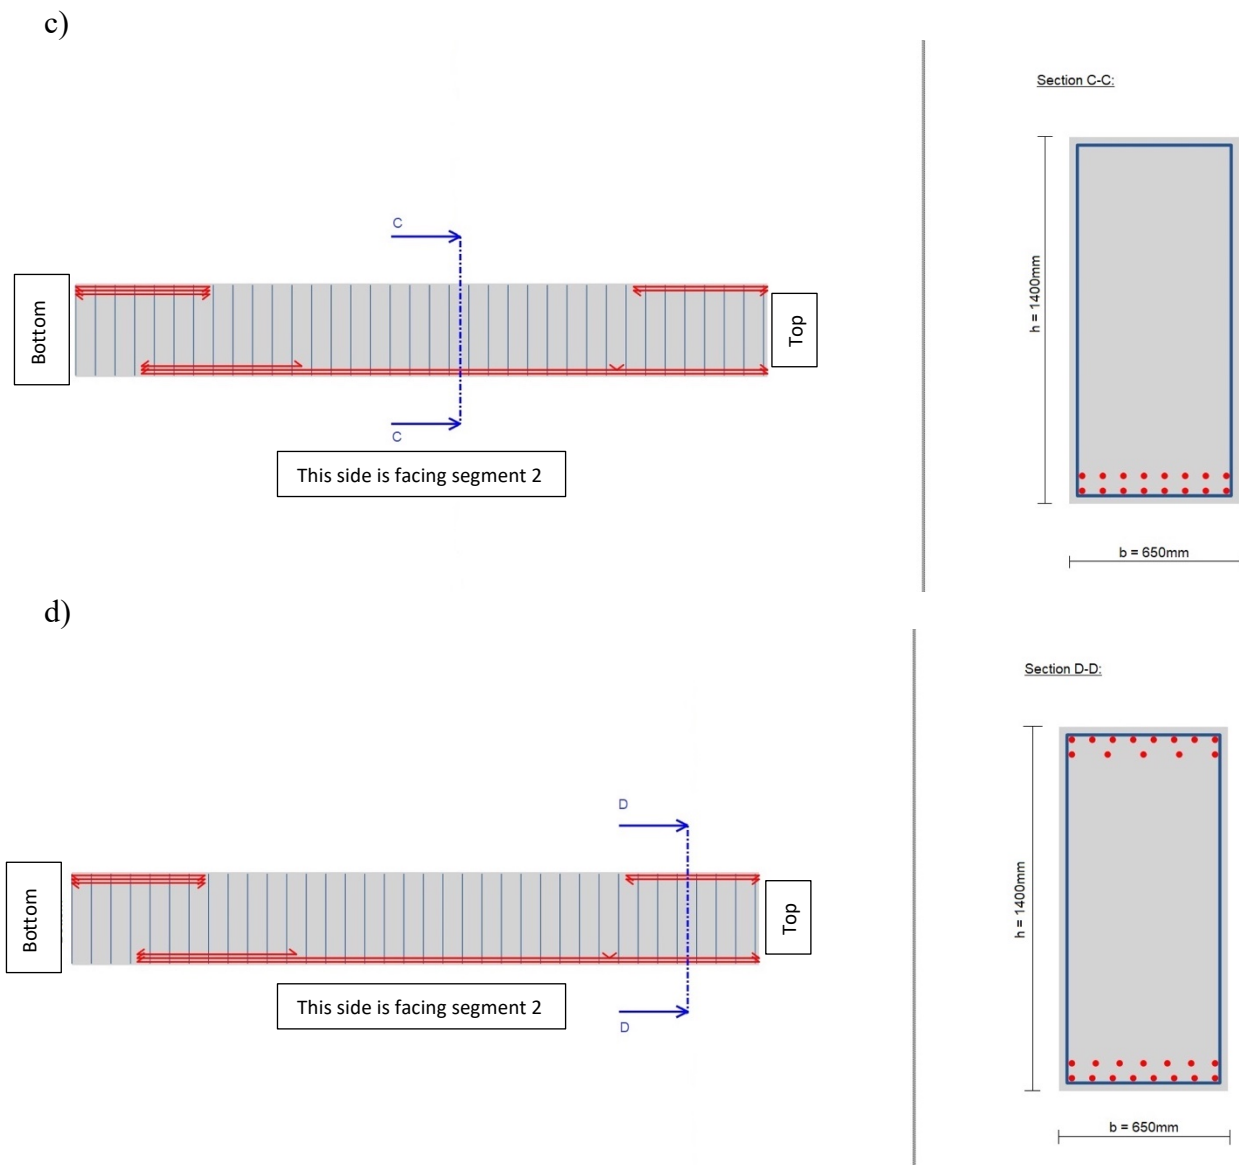 c)
Section C-C:
C
h = 1400mm
Bottom
Top
C
This side is facing segment 2
b = 650mm
d)
Section D-D:
D
h = 1400mm
Bottom
Top
This side is facing segment 2
D
b = 650mm